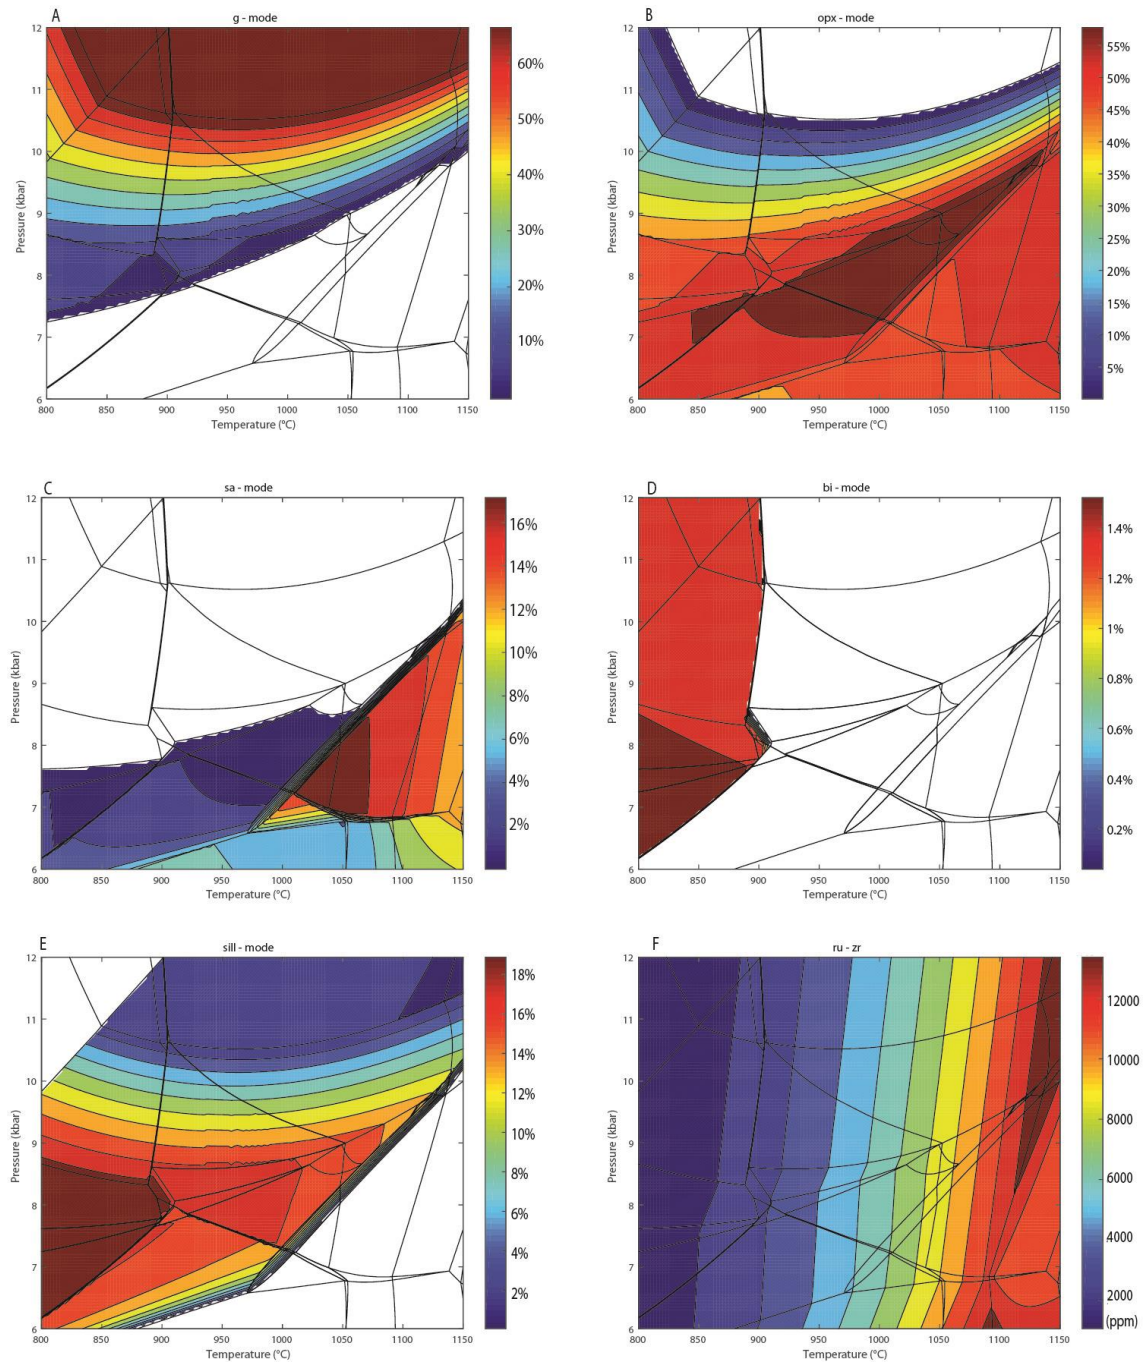 A
g - mode
12
11
10
9
8
7
6
Pressure (kbar)
800 850 900 950 1000 1050 1100 1150
Temperature (°C)
60%
50%
40%
30%
20%
10%
B
opx - mode
12
11
10
9
8
7
6
Pressure (kbar)
800 850 900 950 1000 1050 1100 1150
Temperature (°C)
55%
50%
45%
40%
35%
30%
25%
20%
15%
10%
5%
C
sa - mode
12
11
10
9
8
7
6
Pressure (kbar)
800 850 900 950 1000 1050 1100 1150
Temperature (°C)
16%
14%
12%
10%
8%
6%
4%
2%
D
bi - mode
12
11
10
9
8
7
6
Pressure (kbar)
800 850 900 950 1000 1050 1100 1150
Temperature (°C)
1.4%
1.2%
1%
0.8%
0.6%
0.4%
0.2%
E
sill - mode
12
11
10
9
8
7
6
Pressure (kbar)
800 850 900 950 1000 1050 1100 1150
Temperature (°C)
18%
16%
14%
12%
10%
8%
6%
4%
2%
F
ru - zr
12
11
10
9
8
7
6
Pressure (kbar)
800 850 900 950 1000 1050 1100 1150
Temperature (°C)
12000
10000
8000
6000
4000
2000
(ppm)